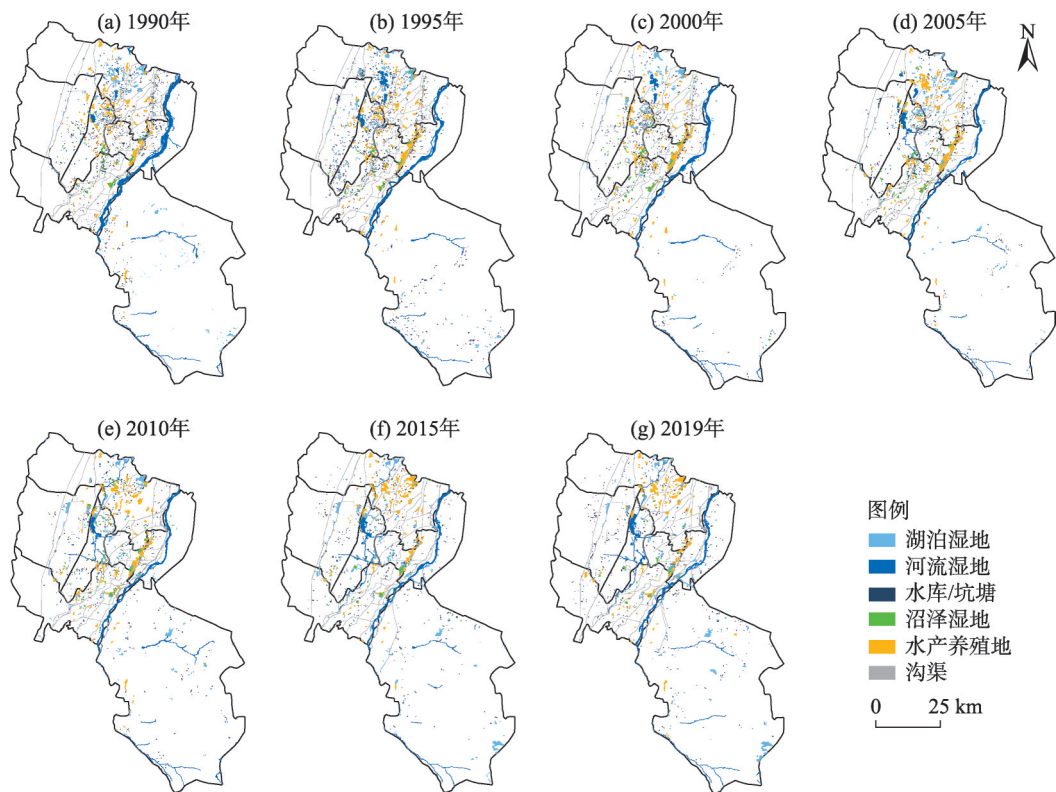 (a) 1990年
(b) 1995年
(c) 2000年
(d) 2005年
N
(e) 2010年
(f) 2015年
(g) 2019年
图例
湖泊湿地
河流湿地
水库/坑塘
沼泽湿地
水产养殖地
沟渠
0 25 km